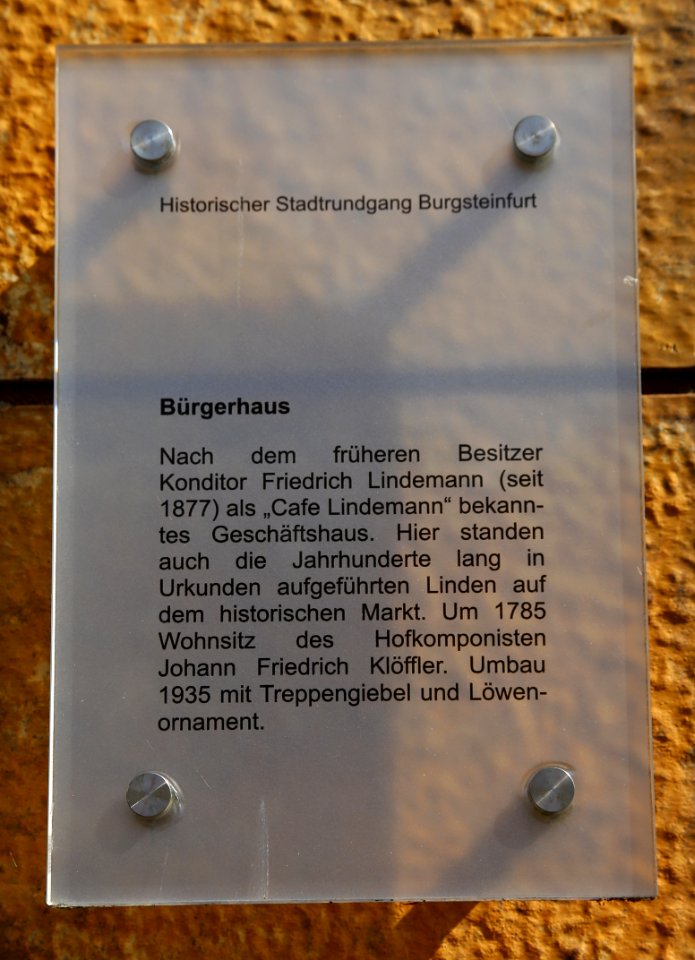 Historischer Stadtrundgang Burgsteinfurt
Bürgerhaus
Nach dem früheren Besitzer
Konditor Friedrich Lindemann (seit
1877) als „Cafe Lindemann“ bekann-
tes Geschäftshaus. Hier standen
auch die Jahrhunderte lang in
Urkunden aufgeführten Linden auf
dem historischen Markt. Um 1785
Wohnsitz des Hofkomponisten
Johann Friedrich Klöffler. Umbau
1935 mit Treppengiebel und Löwen-
ornament.